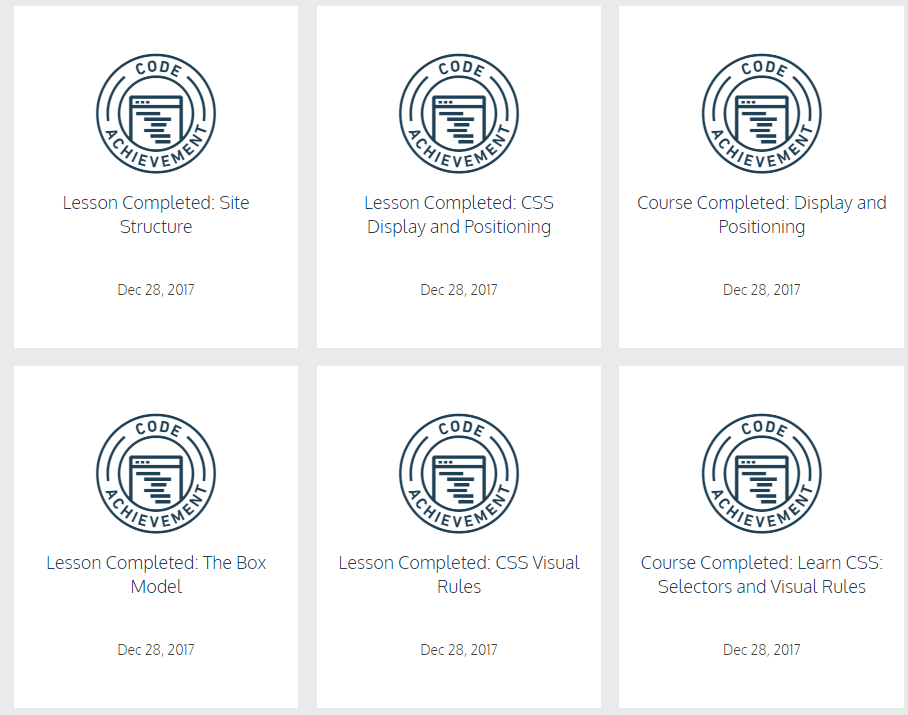 CODE
ACHIEVEMENT
Lesson Completed: Site
Structure
Dec 28, 2017
CODE
ACHIEVEMENT
Lesson Completed: CSS
Display and Positioning
Dec 28, 2017
CODE
ACHIEVEMENT
Course Completed: Display and
Positioning
Dec 28, 2017
CODE
ACHIEVEMENT
Lesson Completed: The Box
Model
Dec 28, 2017
CODE
ACHIEVEMENT
Lesson Completed: CSS Visual
Rules
Dec 28, 2017
CODE
ACHIEVEMENT
Course Completed: Learn CSS:
Selectors and Visual Rules
Dec 28, 2017